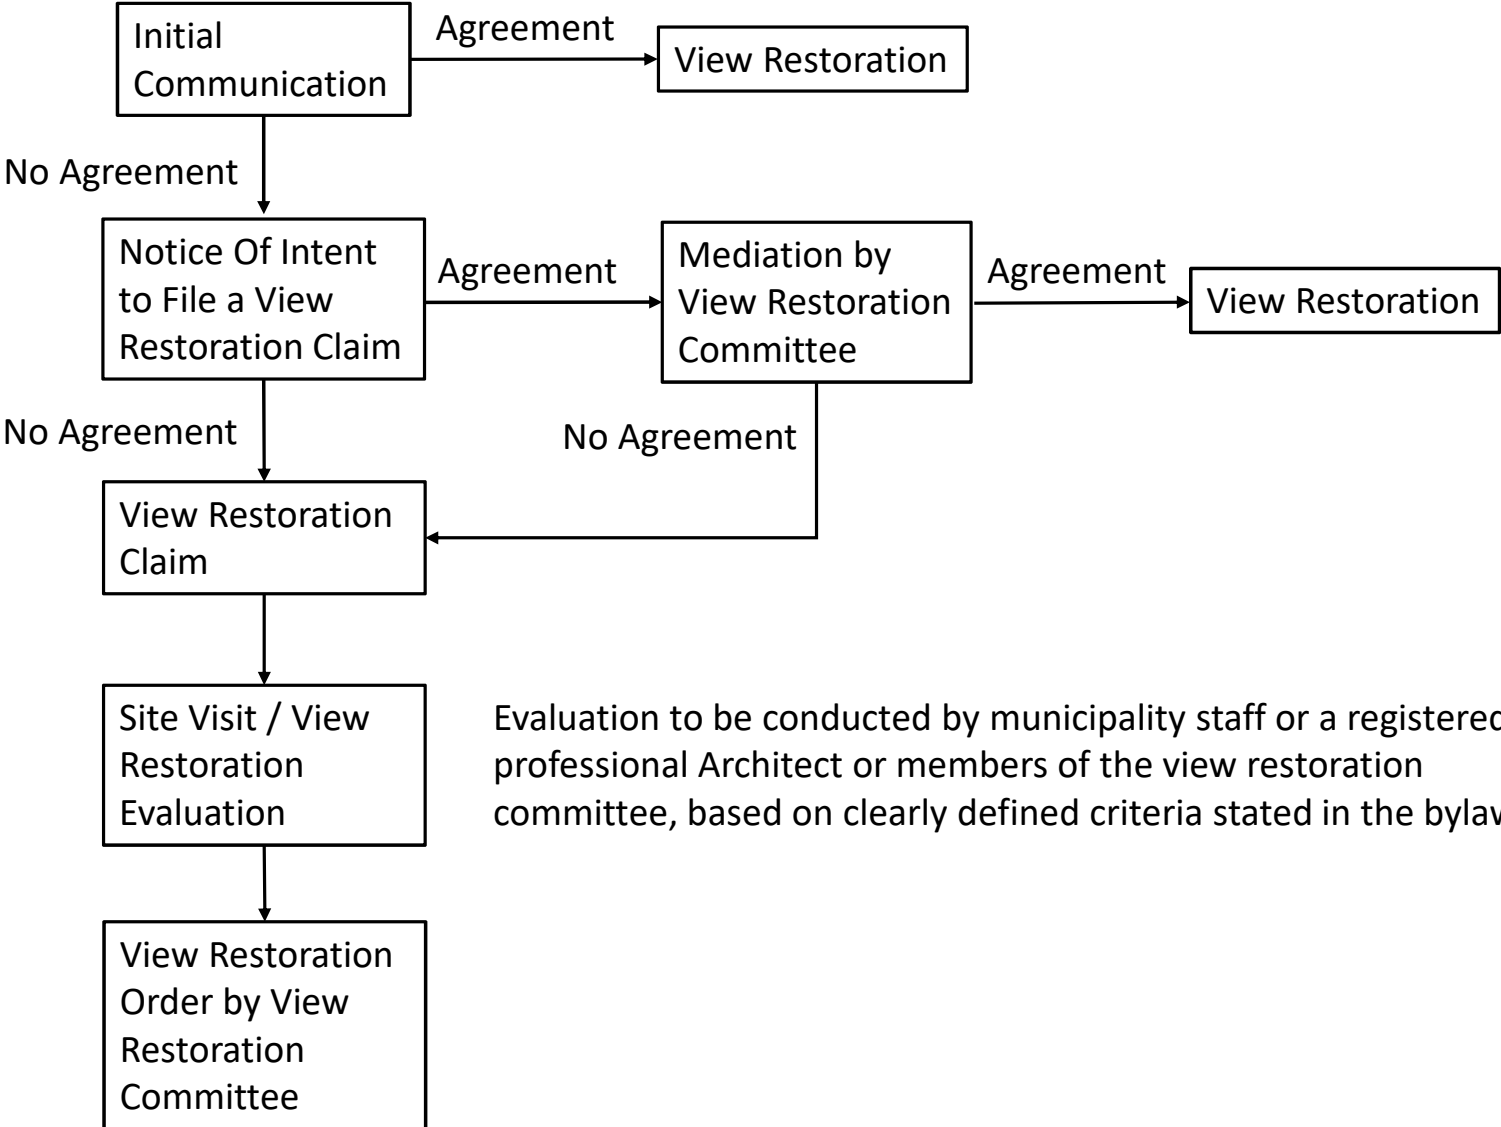 Initial
Communication
Agreement
View Restoration
No Agreement
Notice Of Intent
to File a View
Restoration Claim
Agreement
Mediation by
View Restoration
Committee
Agreement
View Restoration
No Agreement
No Agreement
View Restoration
Claim
Site Visit / View
Restoration
Evaluation
Evaluation to be conducted by municipality staff or a registered
professional Architect or members of the view restoration
committee, based on clearly defined criteria stated in the bylaw
View Restoration
Order by View
Restoration
Committee